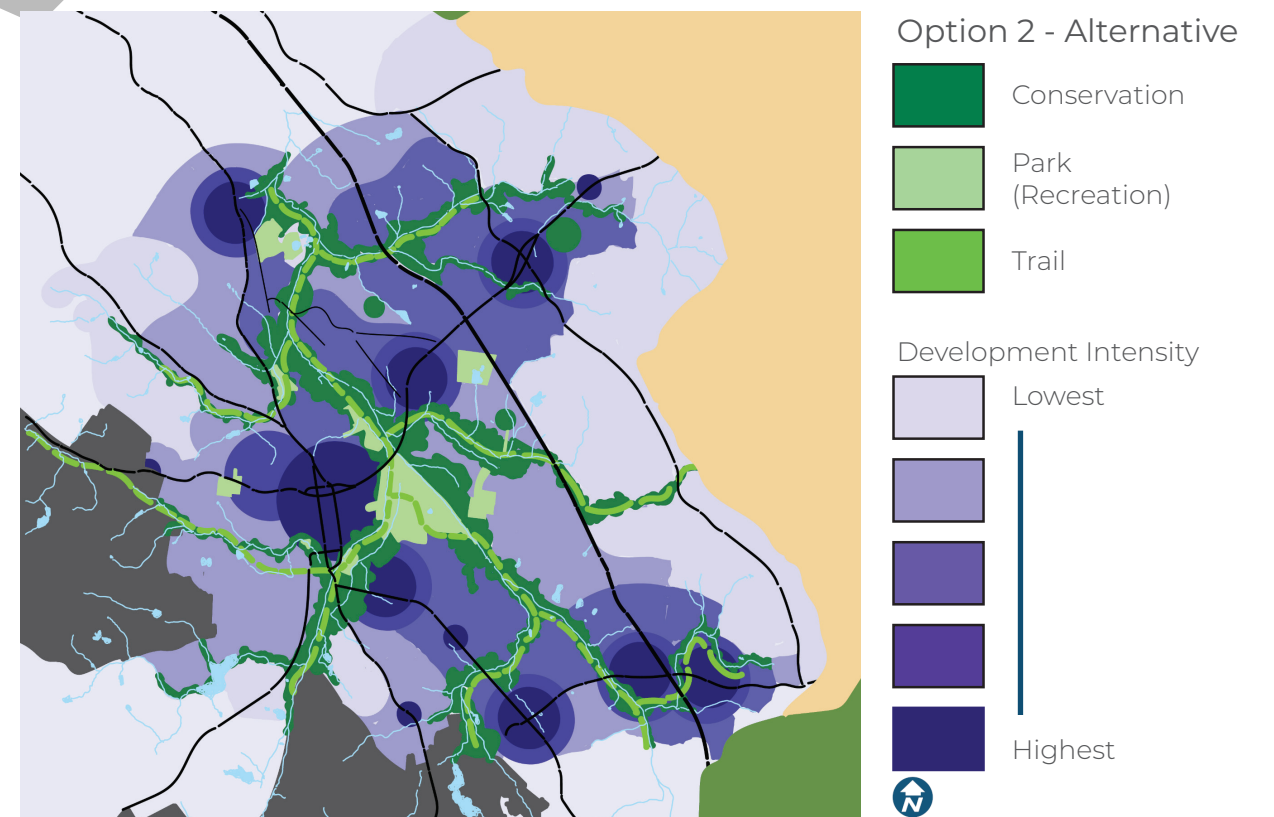 Option 2 - Alternative
Conservation
Park
(Recreation)
Trail
Development Intensity
Lowest
Highest
N